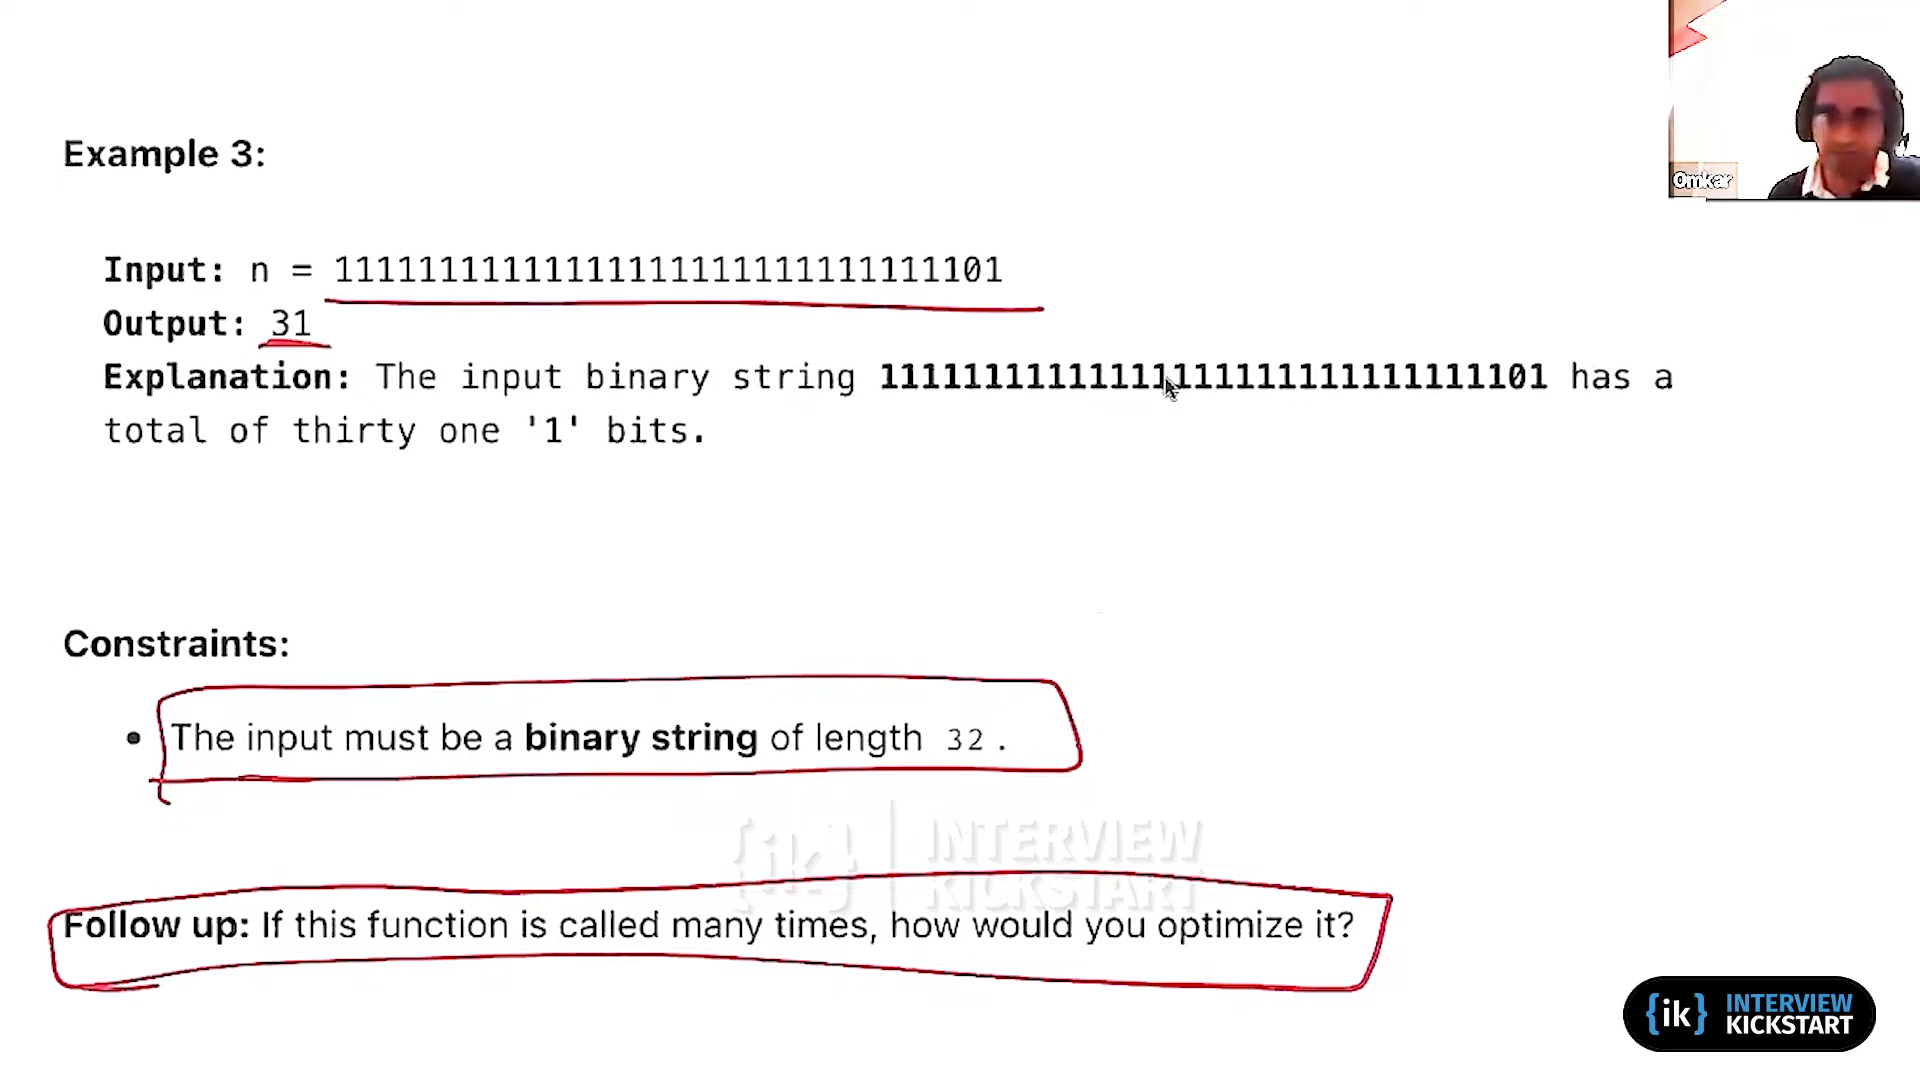 Omkar
Example 3:
Input: n = 11111111111111111111111111111101
Output: 31
Explanation: The input binary string 11111111111111111111111111111101 has a
total of thirty one '1' bits.
Constraints:
• The input must be a binary string of length 32.
{ik} INTERVIEW
KICKSTART
Follow up: If this function is called many times, how would you optimize it?
{ik} INTERVIEW
KICKSTART